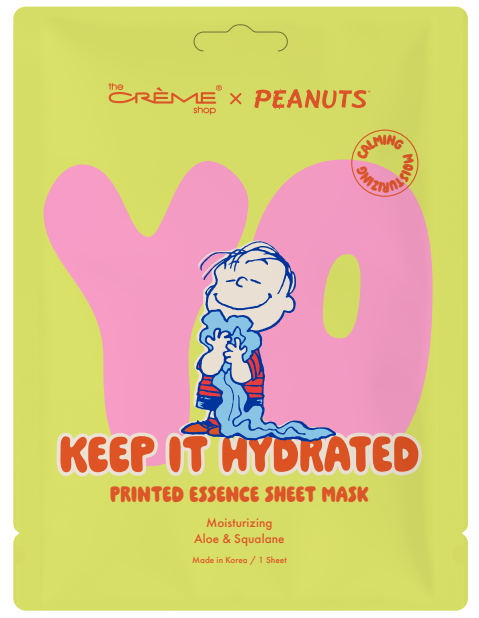 the CRÈME® shop × PEANUTS™
CALMING MOISTURIZING
YO
KEEP IT HYDRATED
PRINTED ESSENCE SHEET MASK
Moisturizing
Aloe & Squalane
Made in Korea / 1 Sheet